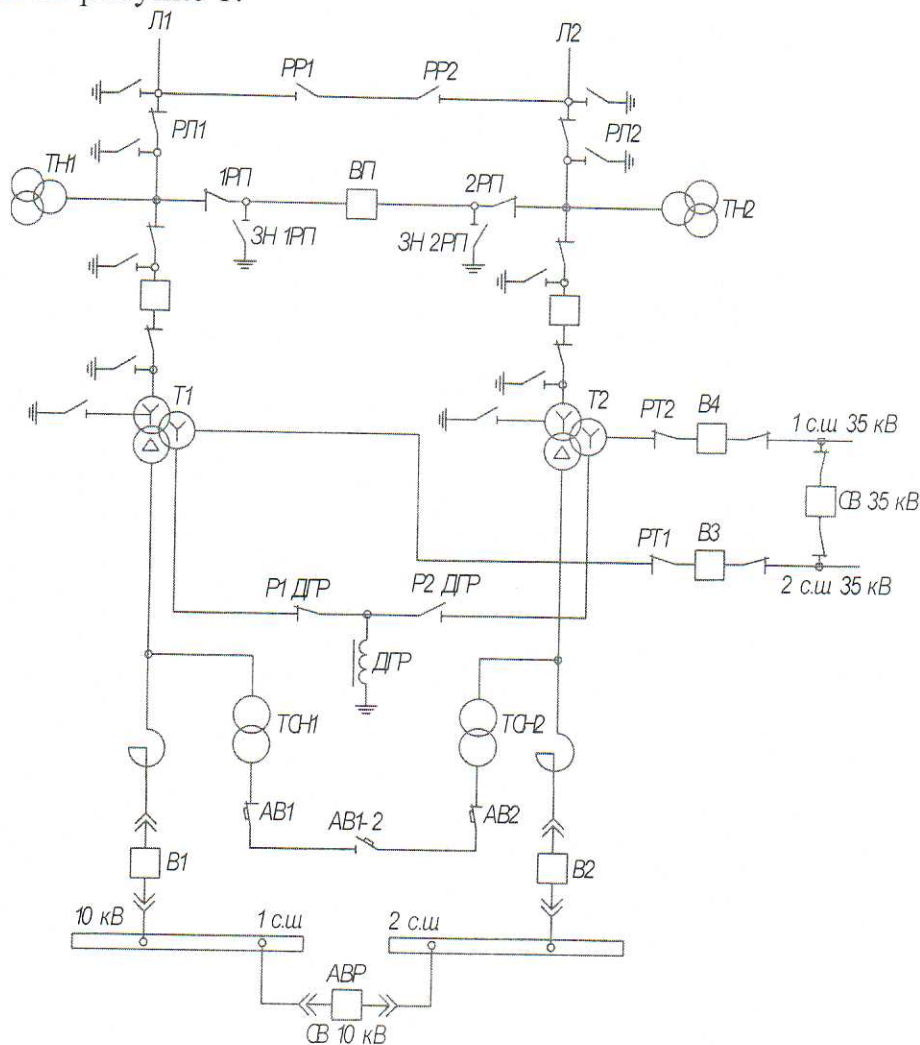 Л1
Л2
РР1
РР2
РЛ1
РЛ2
ТН1
1РП
ВП
2РП
ТН2
ЗН 1РП
ЗН 2РП
Т1
Т2
РТ2
В4
1 с.ш 35 кВ
СВ 35 кВ
РТ1
В3
2 с.ш 35 кВ
Р1 ДГР
Р2 ДГР
ДГР
ТСН1
ТСН2
АВ1
АВ1-2
АВ2
В1
В2
10 кВ
1 с.ш
2 с.ш
АВР
СВ 10 кВ